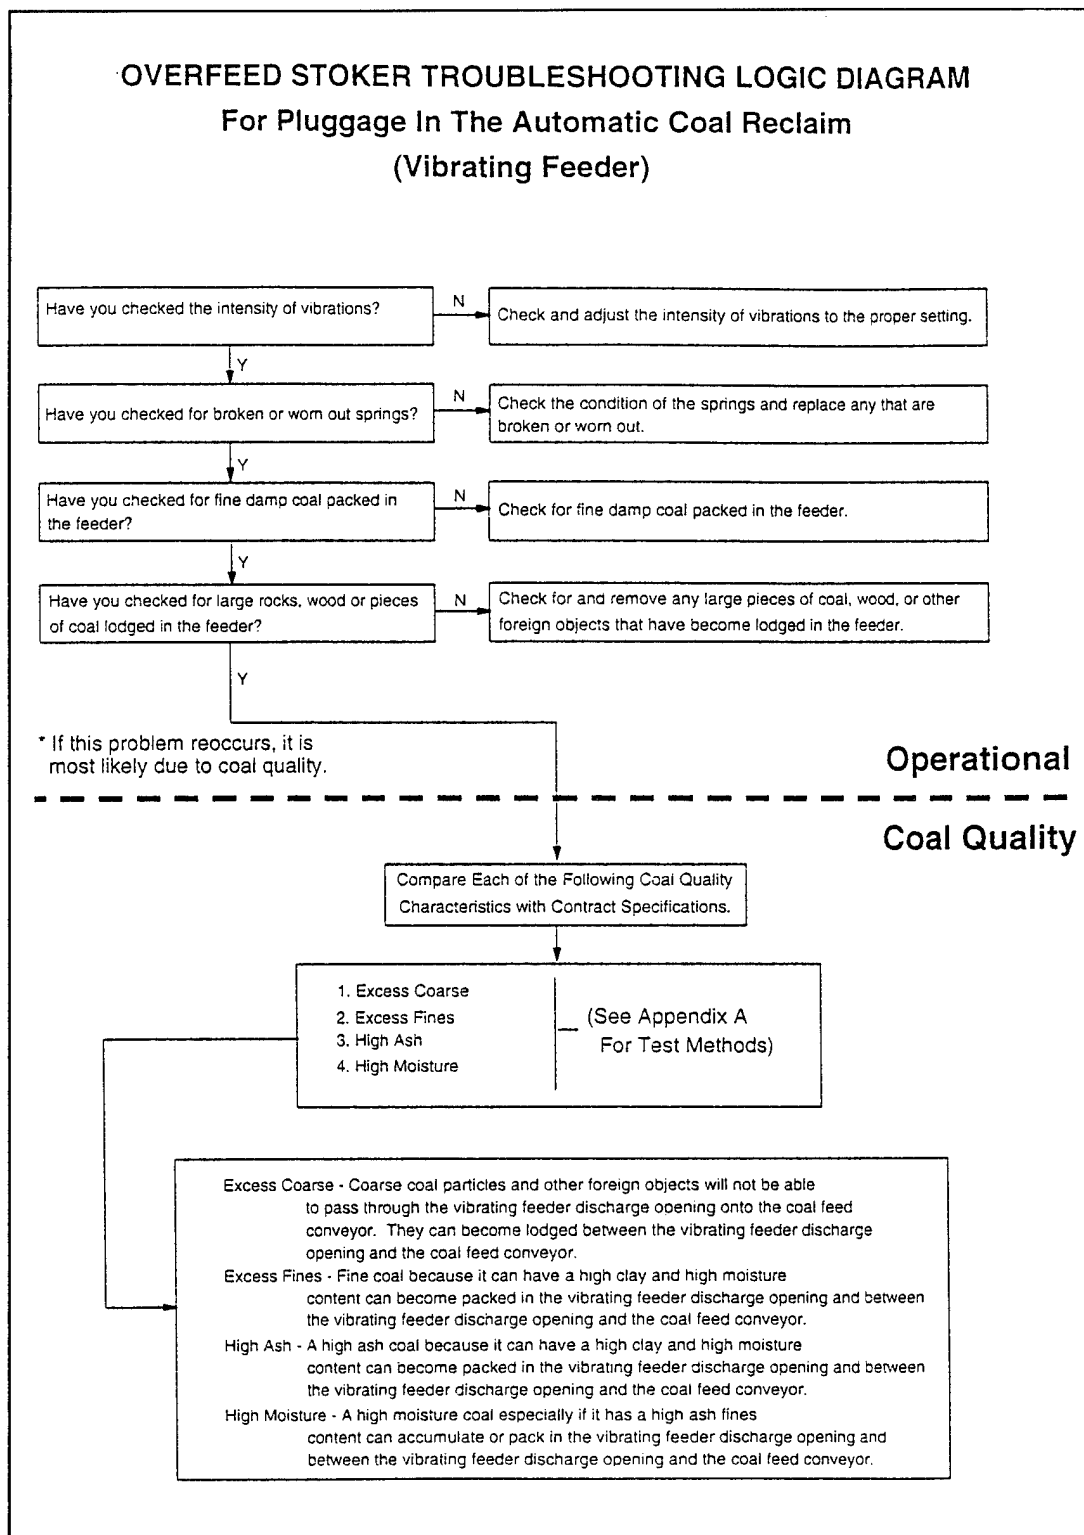 OVERFEED STOKER TROUBLESHOOTING LOGIC DIAGRAM
For Pluggage In The Automatic Coal Reclaim
(Vibrating Feeder)
Have you checked the intensity of vibrations?
N
Check and adjust the intensity of vibrations to the proper setting.
Y
Have you checked for broken or worn out springs?
N
Check the condition of the springs and replace any that are
broken or worn out.
Y
Have you checked for fine damp coal packed in
the feeder?
N
Check for fine damp coal packed in the feeder.
Y
Have you checked for large rocks, wood or pieces
of coal lodged in the feeder?
N
Check for and remove any large pieces of coal, wood, or other
foreign objects that have become lodged in the feeder.
Y
* If this problem reoccurs, it is
most likely due to coal quality.
Operational
Coal Quality
Compare Each of the Following Coal Quality
Characteristics with Contract Specifications.
1. Excess Coarse
2. Excess Fines
3. High Ash
4. High Moisture
(See Appendix A
For Test Methods)
Excess Coarse - Coarse coal particles and other foreign objects will not be able
to pass through the vibrating feeder discharge opening onto the coal feed
conveyor. They can become lodged between the vibrating feeder discharge
opening and the coal feed conveyor.
Excess Fines - Fine coal because it can have a high clay and high moisture
content can become packed in the vibrating feeder discharge opening and between
the vibrating feeder discharge opening and the coal feed conveyor.
High Ash - A high ash coal because it can have a high clay and high moisture
content can become packed in the vibrating feeder discharge opening and between
the vibrating feeder discharge opening and the coal feed conveyor.
High Moisture - A high moisture coal especially if it has a high ash fines
content can accumulate or pack in the vibrating feeder discharge opening and
between the vibrating feeder discharge opening and the coal feed conveyor.